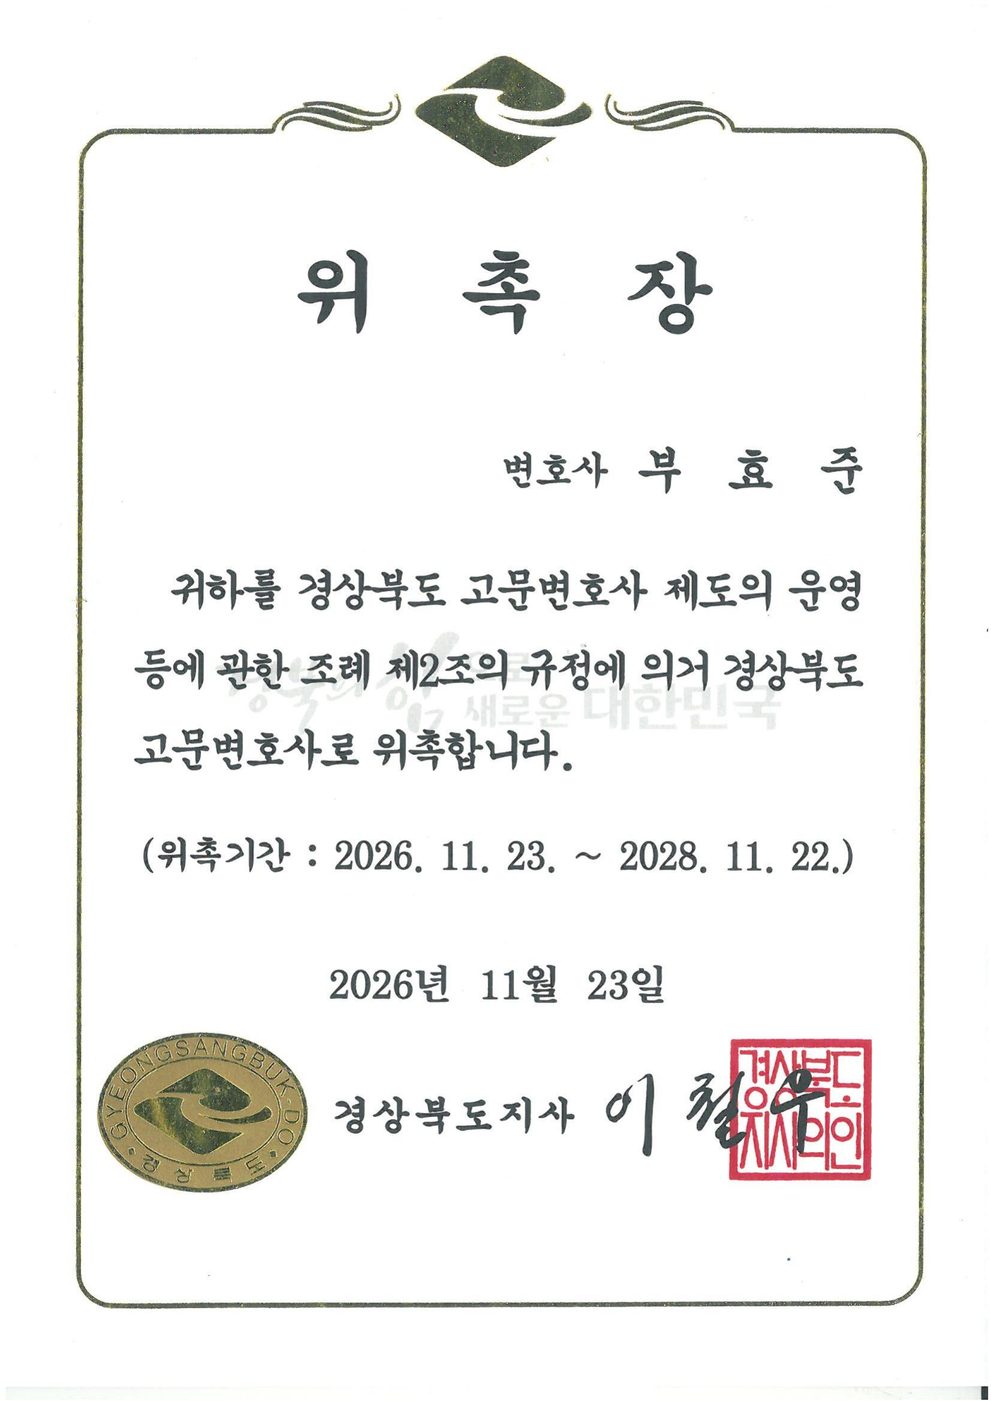 위 촉 장
변호사 부 효 준
귀하를 경상북도 고문변호사 제도의 운영
등에 관한 조례 제2조의 규정에 의거 경상북도
고문변호사로 위촉합니다.
새로운 대한민국
(위촉기간 : 2026. 11. 23. ~ 2028. 11. 22.)
2026년 11월 23일
GYEONGSANGBUK-DO
경상북도
경상북도지사 이철우
경상북도
지사의인